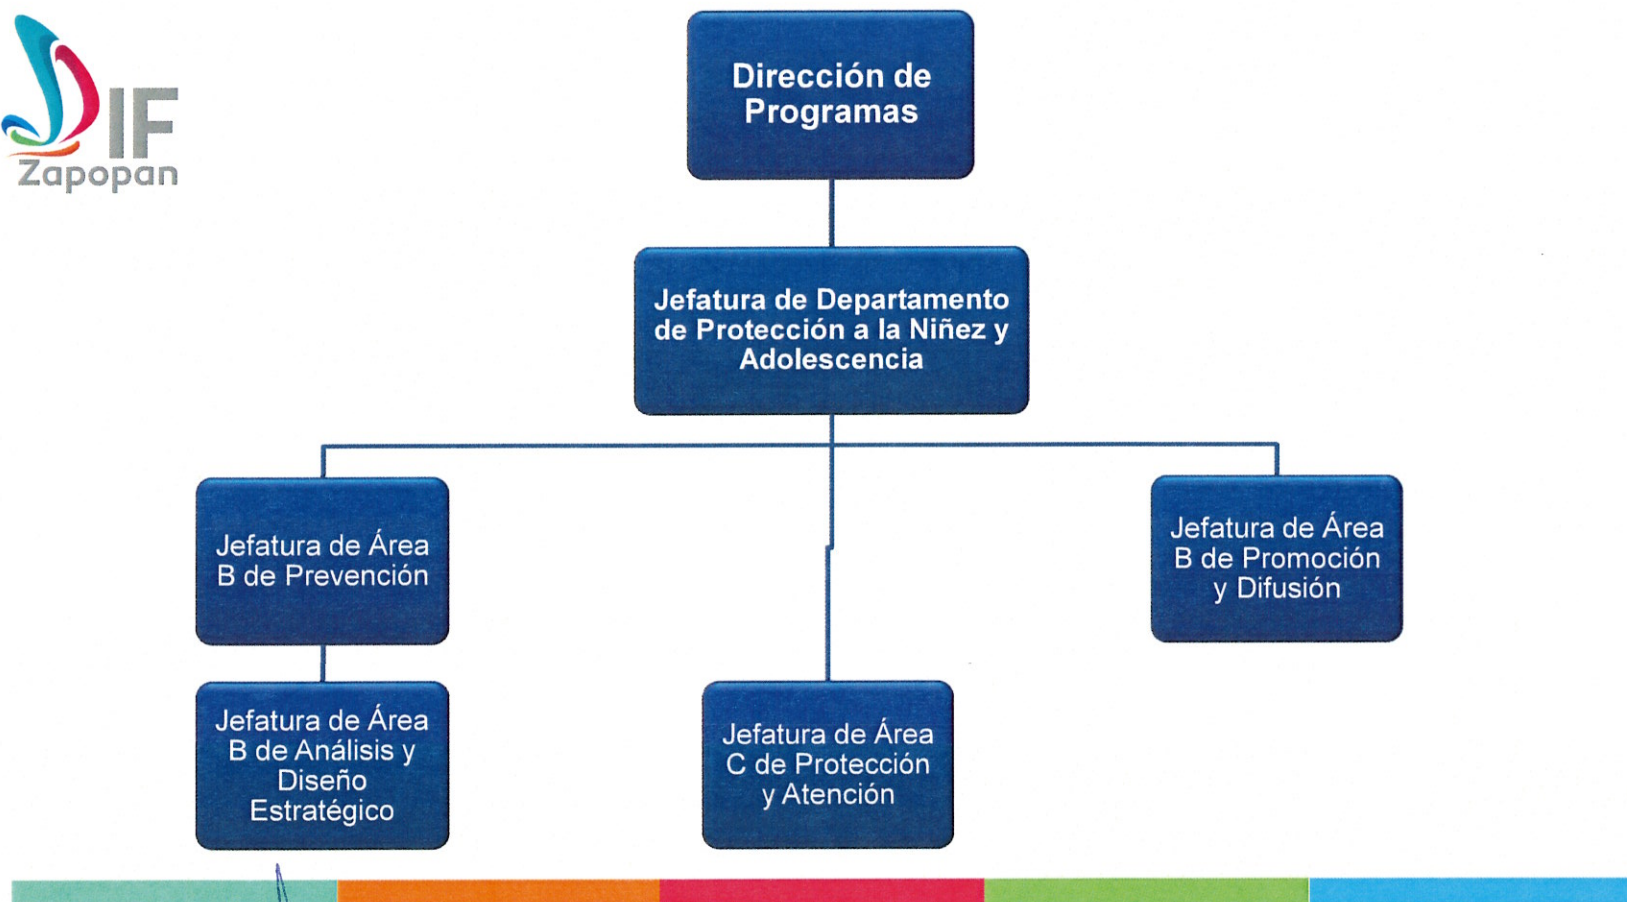 DIF
Zapopan
Dirección de
Programas
Jefatura de Departamento
de Protección a la Niñez y
Adolescencia
Jefatura de Área
B de Prevención
Jefatura de Área
B de Promoción
y Difusión
Jefatura de Área
B de Análisis y
Diseño
Estratégico
Jefatura de Área
C de Protección
y Atención